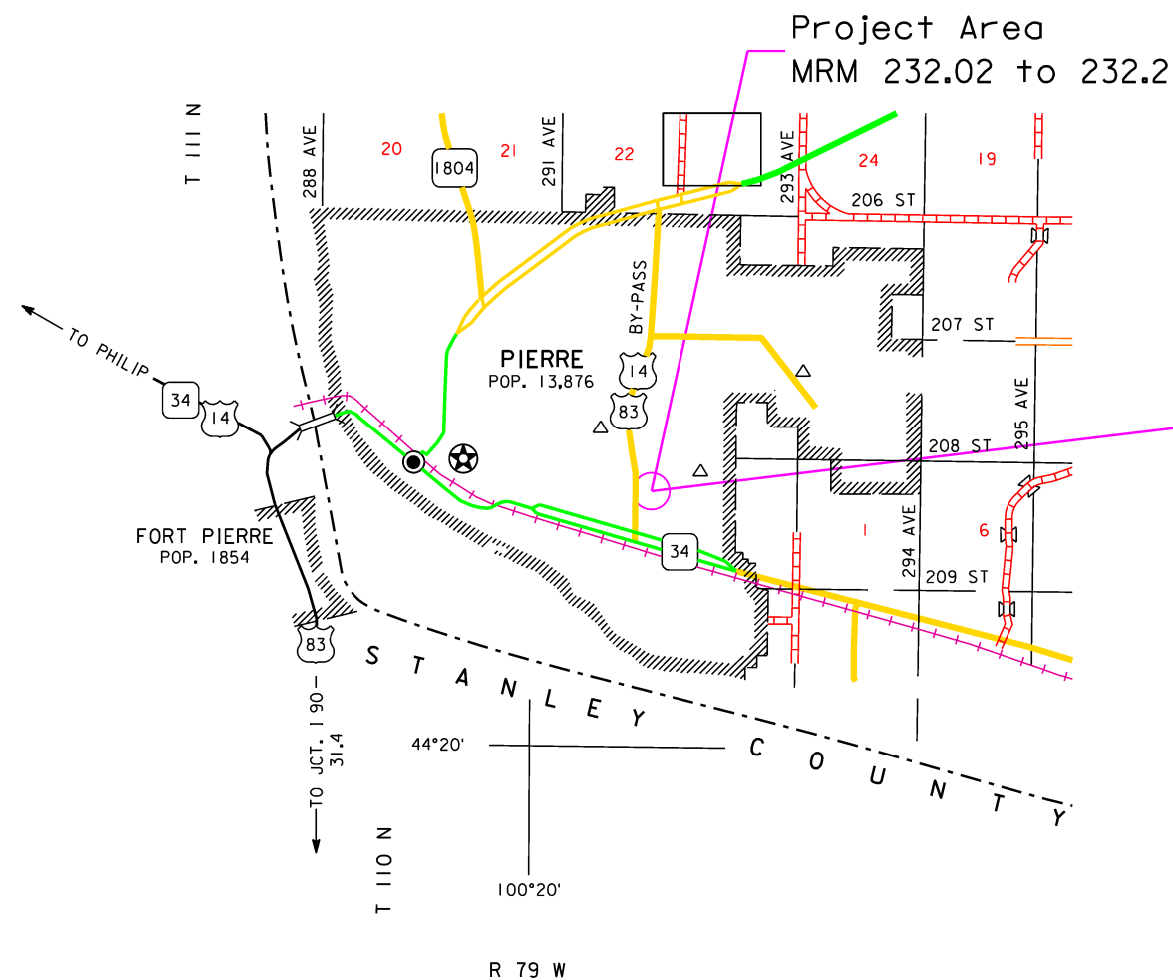 Project Area
MRM 232.02 to 232.2
T 111 N
288 AVE
20
1804
21
291 AVE
22
293 AVE
24
19
206 ST
BY-PASS
207 ST
TO PHILIP
34
14
PIERRE
POP. 13,876
14
83
295 AVE
208 ST
FORT PIERRE
POP. 1854
34
1
294 AVE
6
209 ST
83
STANLEY COUNTY
TO JCT. I 90
31.4
44°20'
T 110 N
100°20'
R 79 W